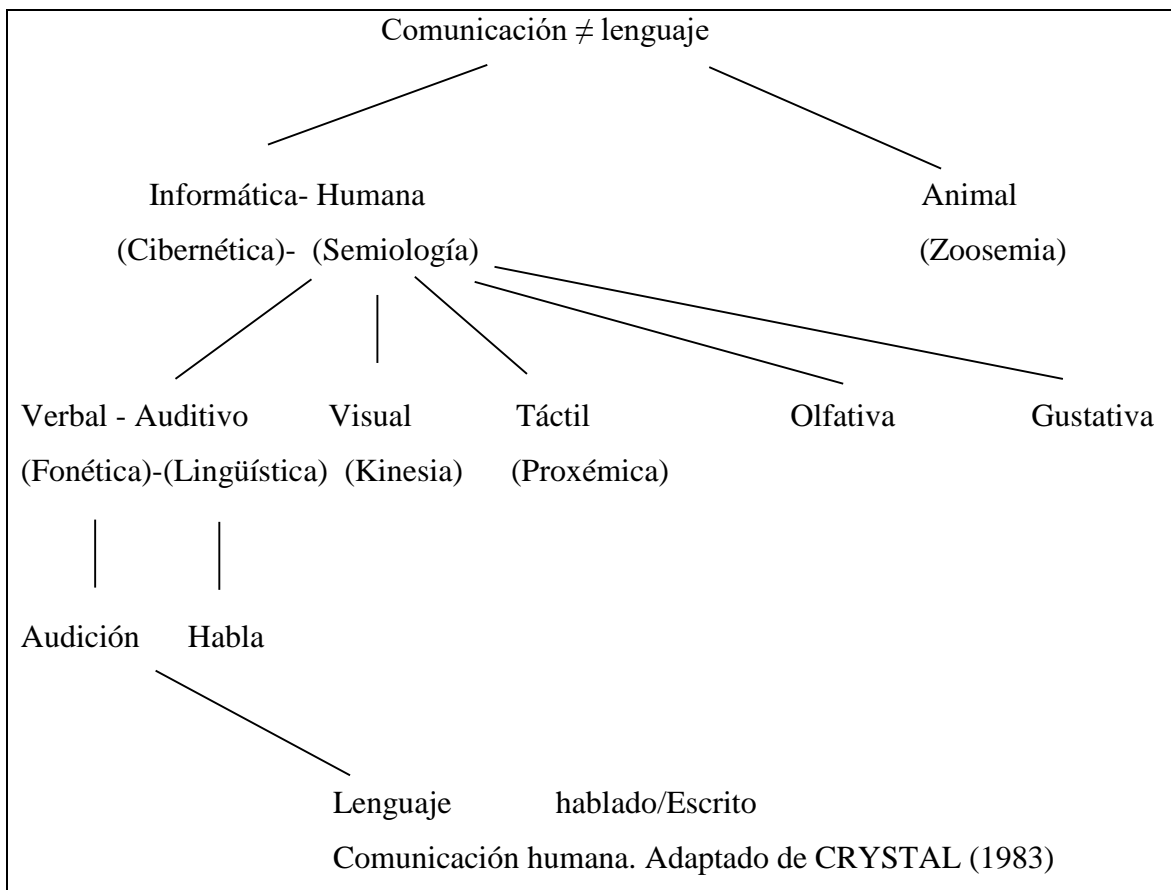 Comunicación ≠ lenguaje
Informática- Humana Animal
(Cibernética)- (Semiología) (Zoosemia)
Verbal - Auditivo Visual Táctil Olfativa Gustativa
(Fonética)-(Lingüística) (Kinesia) (Proxémica)
Audición Habla
Lenguaje hablado/Escrito
Comunicación humana. Adaptado de CRYSTAL (1983)